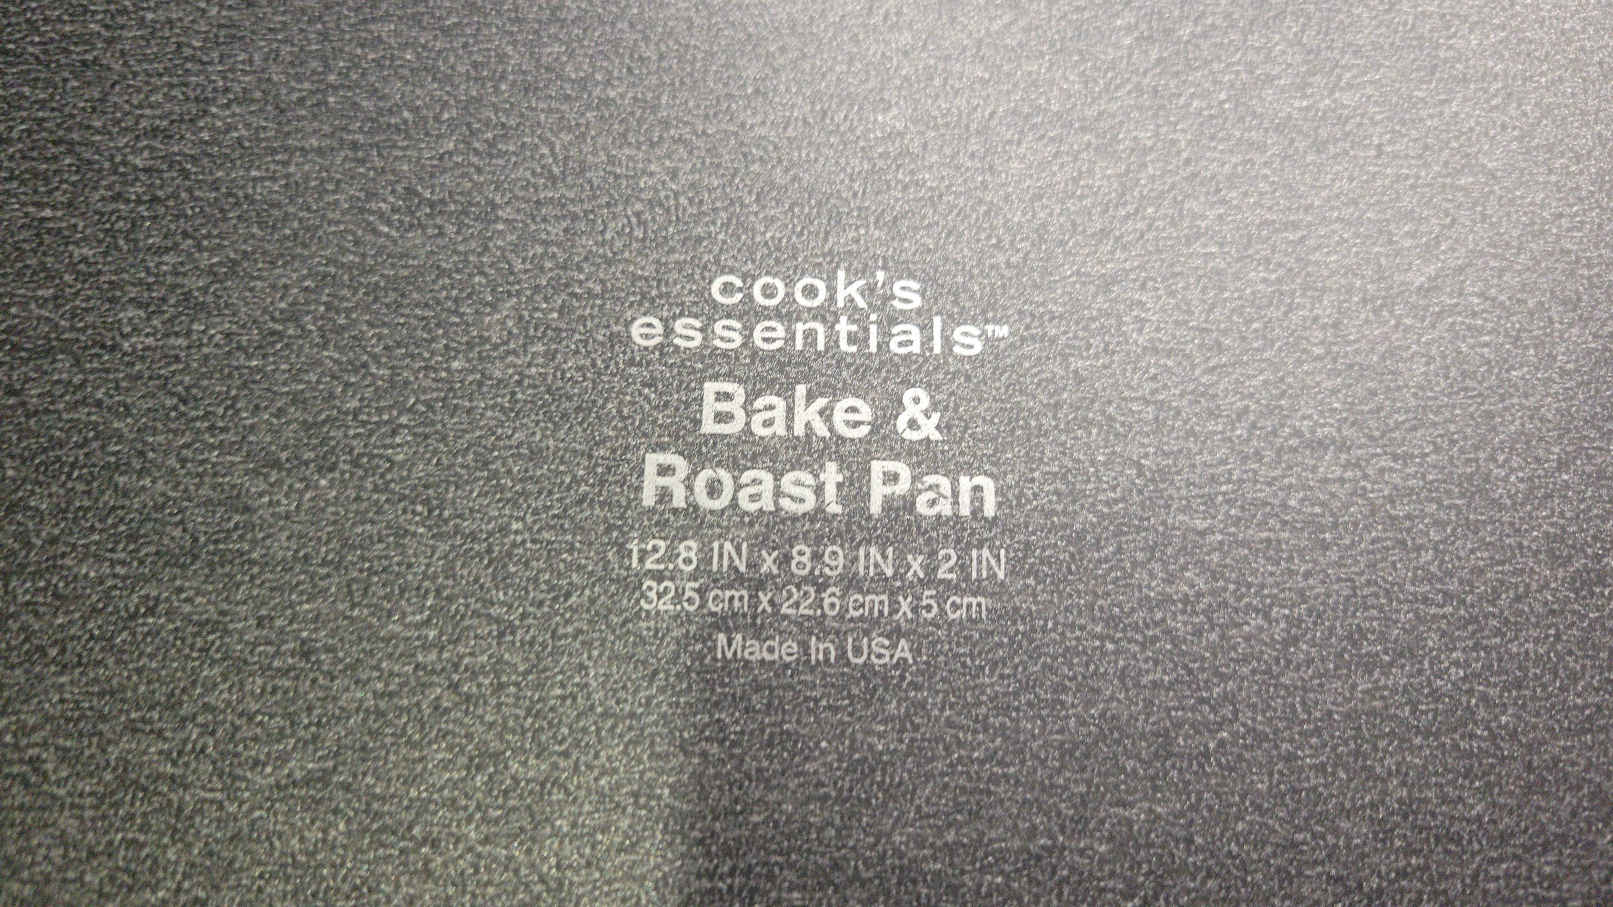 cook's
essentials™
Bake &
Roast Pan
12.8 IN x 8.9 IN x 2 IN
32.5 cm x 22.6 cm x 5 cm
Made In USA